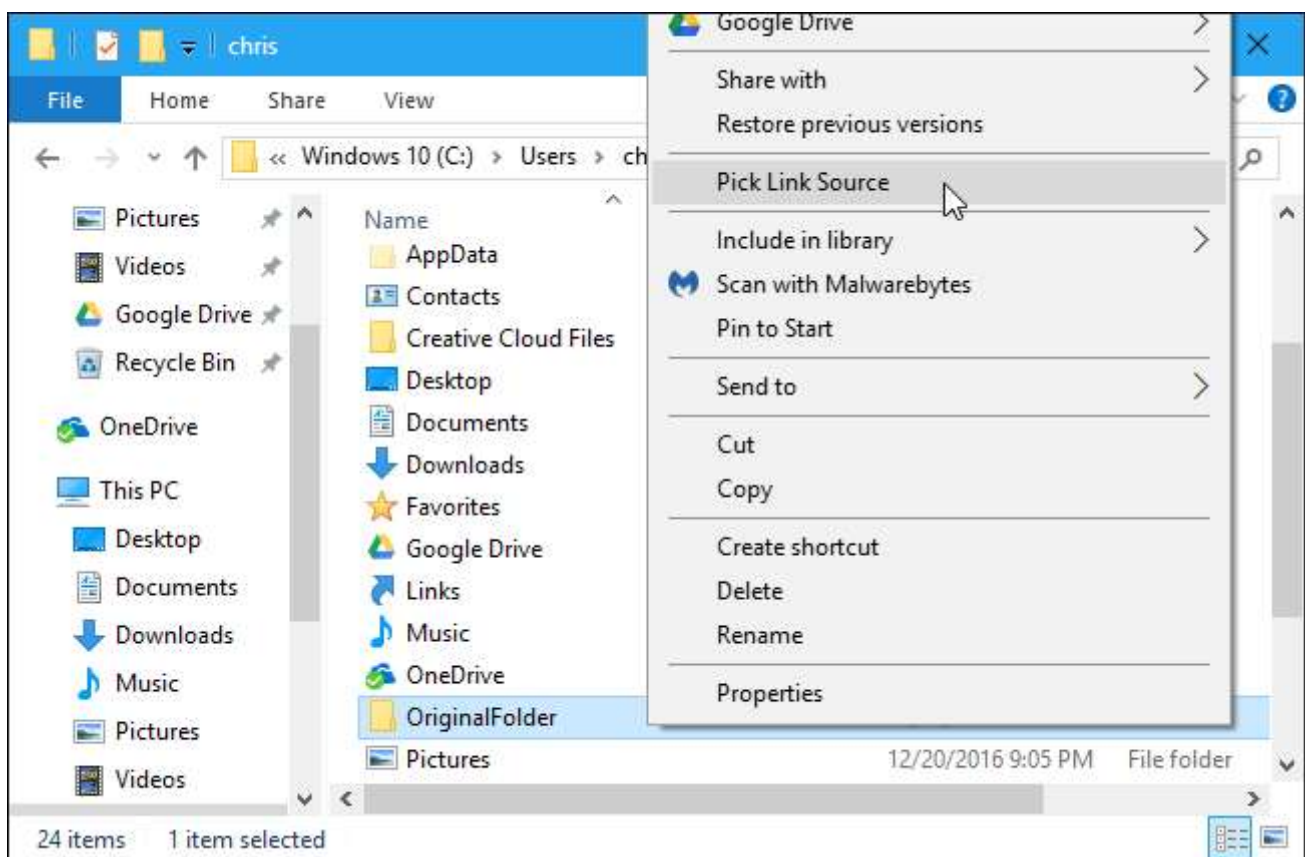 chris
File Home Share View
« Windows 10 (C:) > Users > ch
Pictures
Videos
Google Drive
Recycle Bin
OneDrive
This PC
Desktop
Documents
Downloads
Music
Pictures
Videos
Name
AppData
Contacts
Creative Cloud Files
Desktop
Documents
Downloads
Favorites
Google Drive
Links
Music
OneDrive
OriginalFolder
Pictures 12/20/2016 9:05 PM File folder
Google Drive
Share with
Restore previous versions
Pick Link Source
Include in library
Scan with Malwarebytes
Pin to Start
Send to
Cut
Copy
Create shortcut
Delete
Rename
Properties
24 items 1 item selected